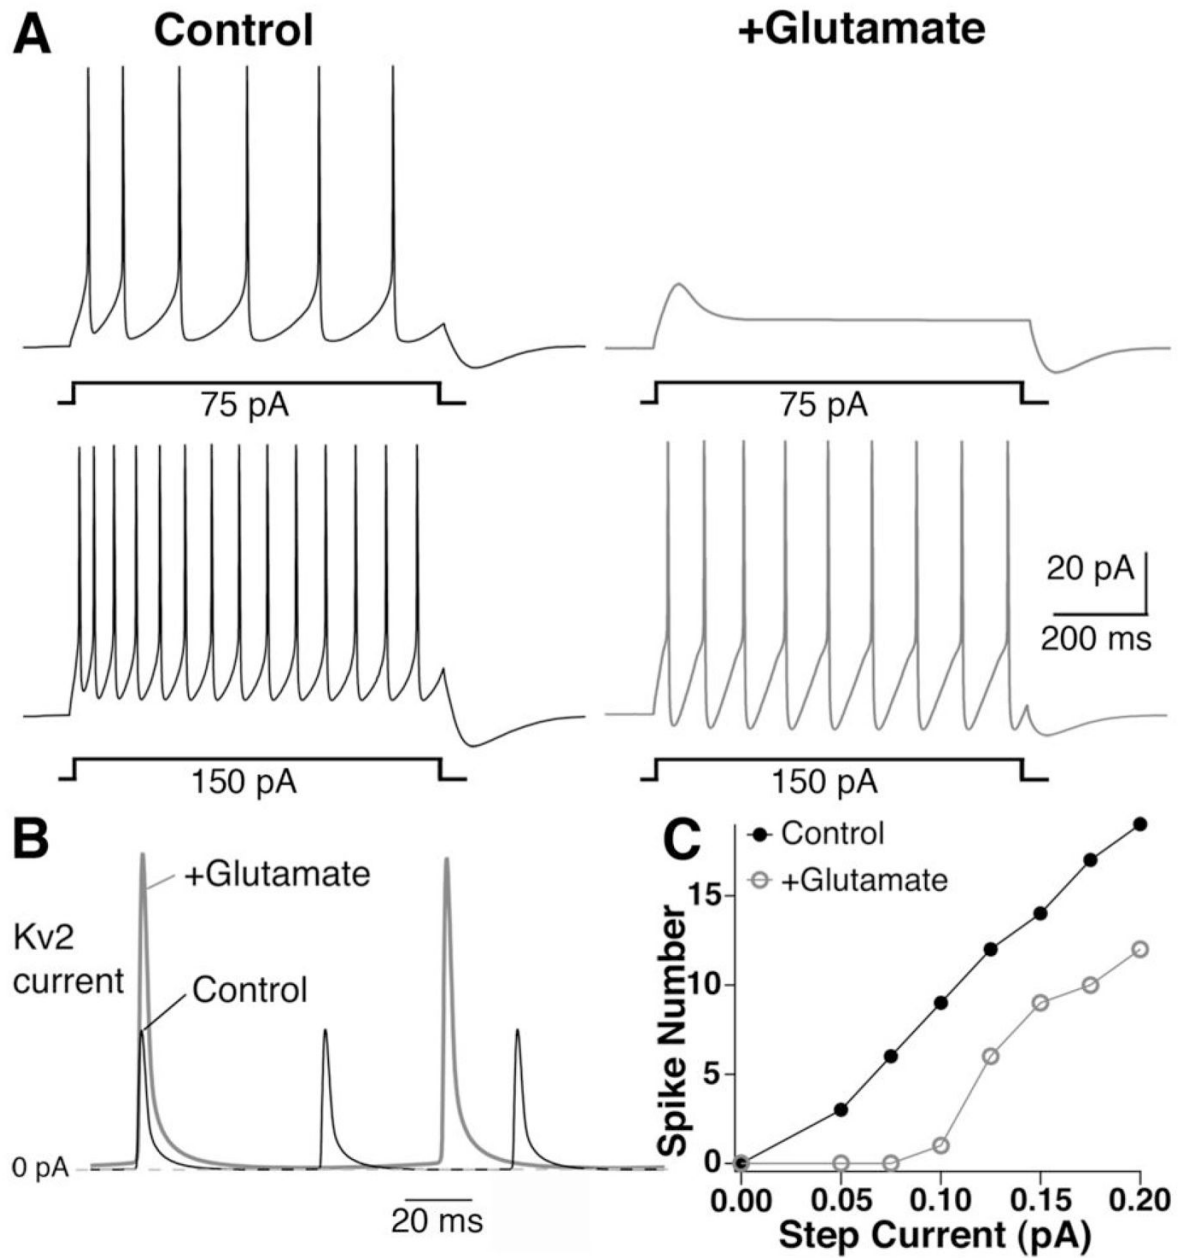 A
Control
+Glutamate
75 pA
75 pA
20 pA
200 ms
150 pA
150 pA
B
+Glutamate
Kv2
current
Control
0 pA
20 ms
C
Control
+Glutamate
Spike Number
15
10
5
0
0.00 0.05 0.10 0.15 0.20
Step Current (pA)